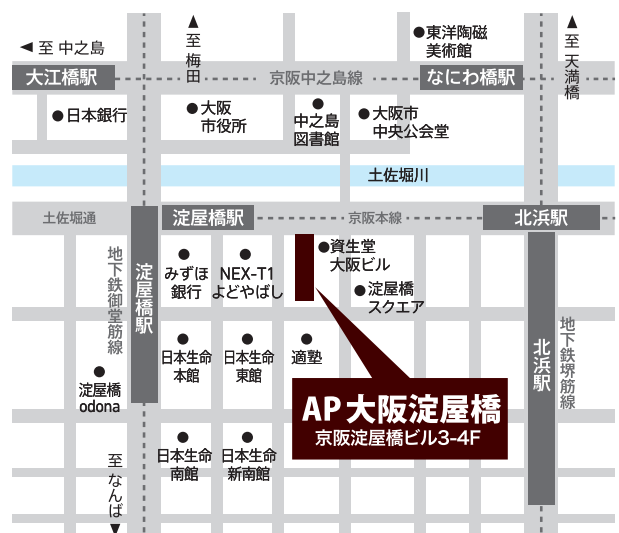 至 中之島
至 梅田
東洋陶磁
美術館
至 天満橋
大江橋駅
京阪中之島線
なにわ橋駅
日本銀行
大阪
市役所
中之島
図書館
大阪市
中央公会堂
土佐堀川
土佐堀通
淀屋橋駅
京阪本線
北浜駅
地下鉄御堂筋線
淀屋橋駅
みずほ
銀行
NEX-T1
よどやばし
資生堂
大阪ビル
淀屋橋
スクエア
日本生命
本館
日本生命
東館
適塾
北浜駅
地下鉄堺筋線
淀屋橋
odona
AP 大阪淀屋橋
京阪淀屋橋ビル3-4F
日本生命
南館
日本生命
新南館
至 なんば